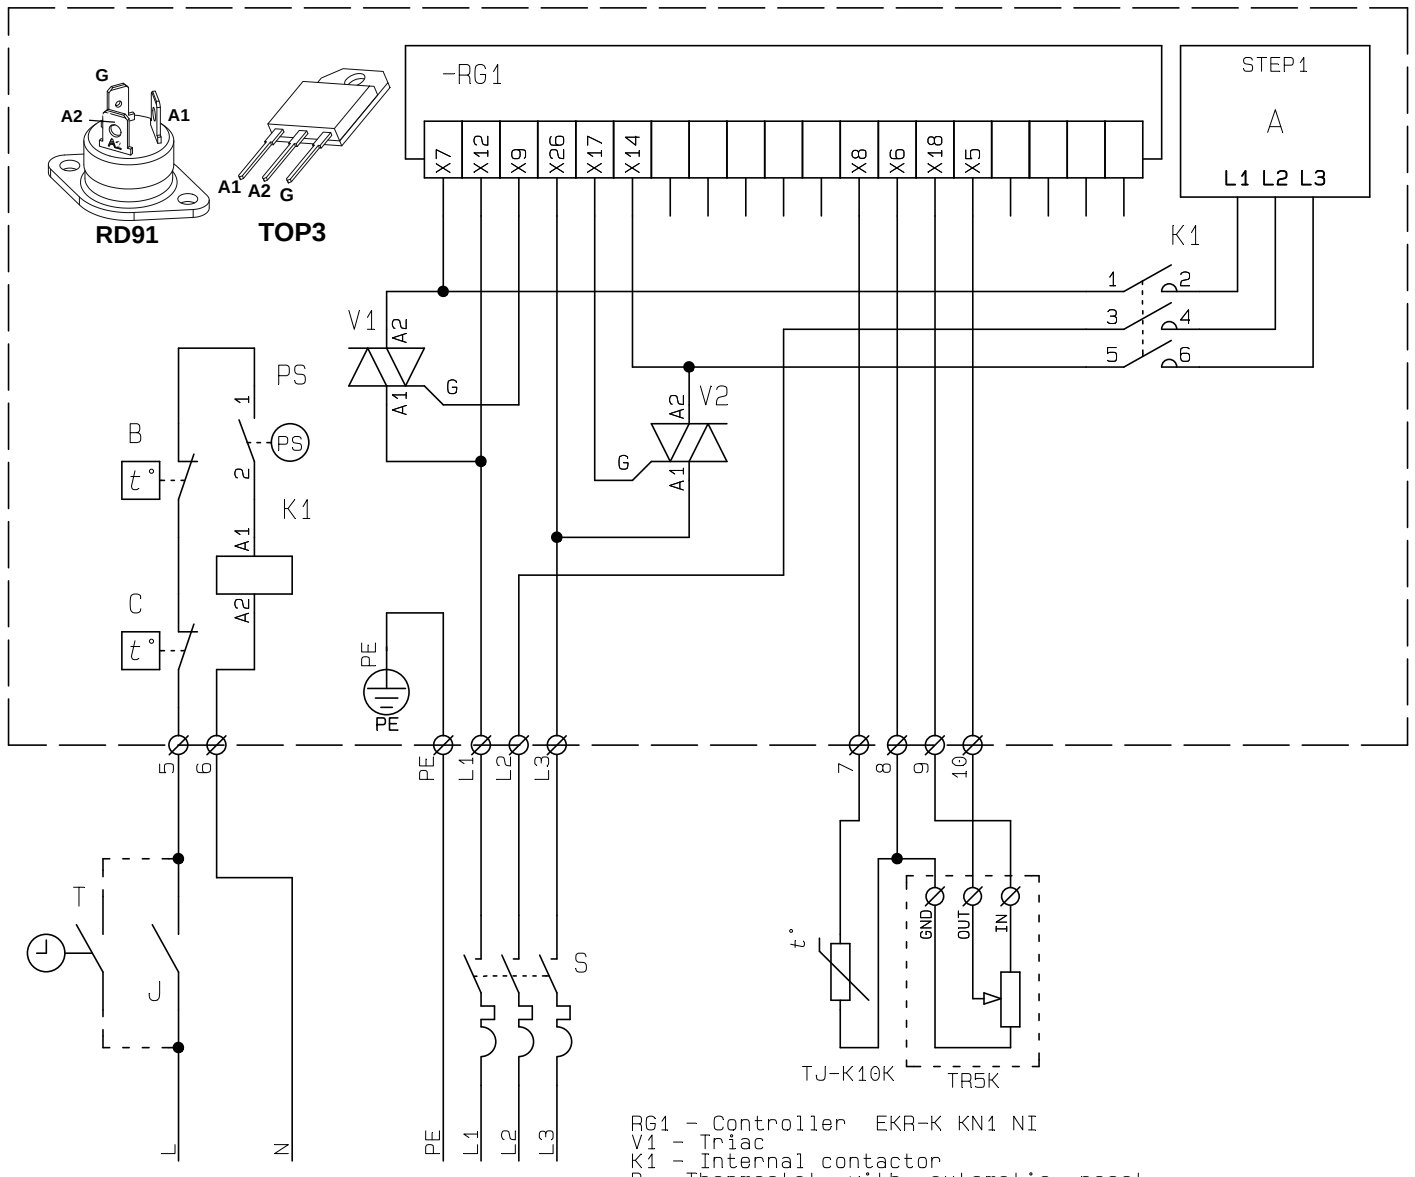 -RG1
STEP1
A
L1 L2 L3
X7 X12 X9 X26 X17 X14 X8 X6 X18 X5
G
A2
A1
A2
RD91
A1 A2 G
TOP3
K1
1 2
3 4
5 6
V1
A2
A1
G
V2
A2
A1
G
PS
1
PS
2
B
t°
K1
A1
A2
C
t°
PE
PE
5 6 PE L1 L2 L3 7 8 9 10
T
J
S
t°
GND OUT IN
TJ-K10K
TR5K
L N PE L1 L2 L3
RG1 - Controller EKR-K KN1 NI
V1 - Triac
K1 - Internal contactor